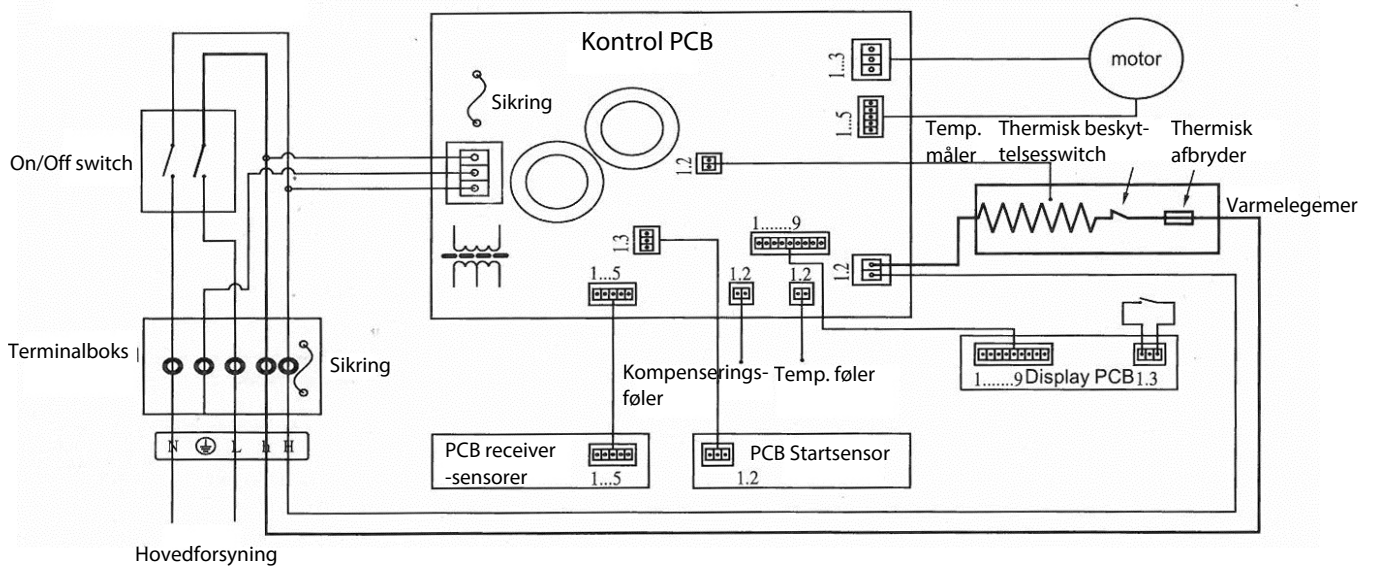 Kontrol PCB
1...3
motor
Sikring
1...5
Temp.
måler
Thermisk beskyt-
telsesswitch
Thermisk
afbryder
On/Off switch
1.2
Varmelegemer
1.3
1.......9
1...5
1.2
1.2
1.2
Terminalboks
Sikring
Kompenserings-
føler
Temp. føler
1.......9
Display PCB
1.3
N
L
h
H
PCB receiver
-sensorer
1...5
PCB Startsensor
1.2
Hovedforsyning